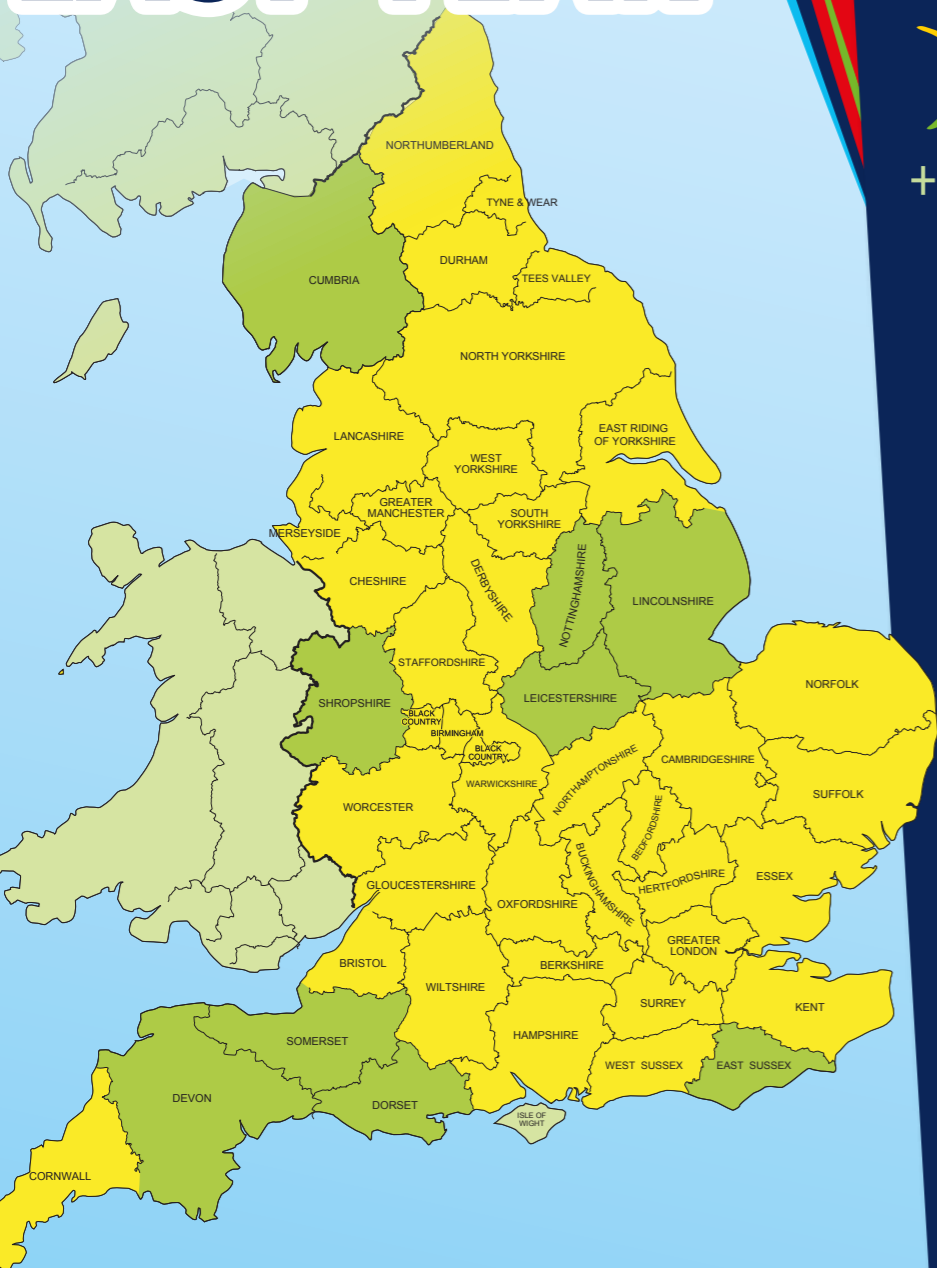 NORTHUMBERLAND
TYNE & WEAR
DURHAM
TEES VALLEY
CUMBRIA
NORTH YORKSHIRE
LANCASHIRE
EAST RIDING
OF YORKSHIRE
WEST
YORKSHIRE
GREATER
MANCHESTER
SOUTH
YORKSHIRE
MERSEYSIDE
CHESHIRE
DERBYSHIRE
NOTTINGHAMSHIRE
LINCOLNSHIRE
STAFFORDSHIRE
SHROPSHIRE
LEICESTERSHIRE
NORFOLK
BLACK
COUNTRY
BIRMINGHAM
BLACK
COUNTRY
WARWICKSHIRE
NORTHAMPTONSHIRE
CAMBRIDGESHIRE
SUFFOLK
WORCESTER
BEDFORDSHIRE
BUCKINGHAMSHIRE
HERTFORDSHIRE
ESSEX
GLOUCESTERSHIRE
OXFORDSHIRE
GREATER
LONDON
BRISTOL
BERKSHIRE
WILTSHIRE
SURREY
KENT
HAMPSHIRE
SOMERSET
WEST SUSSEX
EAST SUSSEX
DEVON
DORSET
ISLE OF
WIGHT
CORNWALL
+